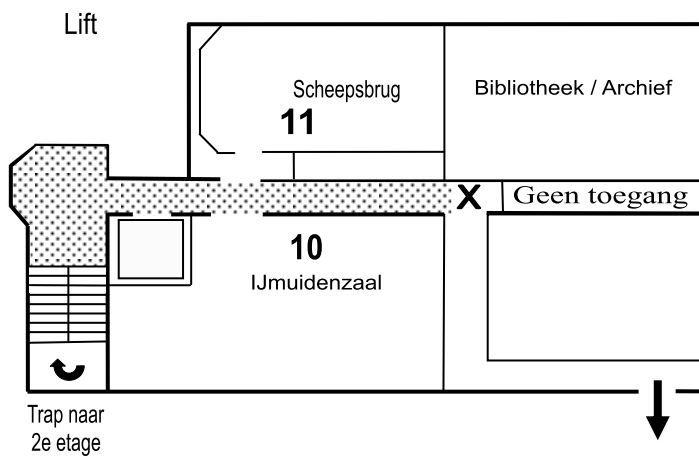 Lift
Scheepsbrug
11
Bibliotheek / Archief
X
Geen toegang
10
IJmuidenzaal
Trap naar
2e etage